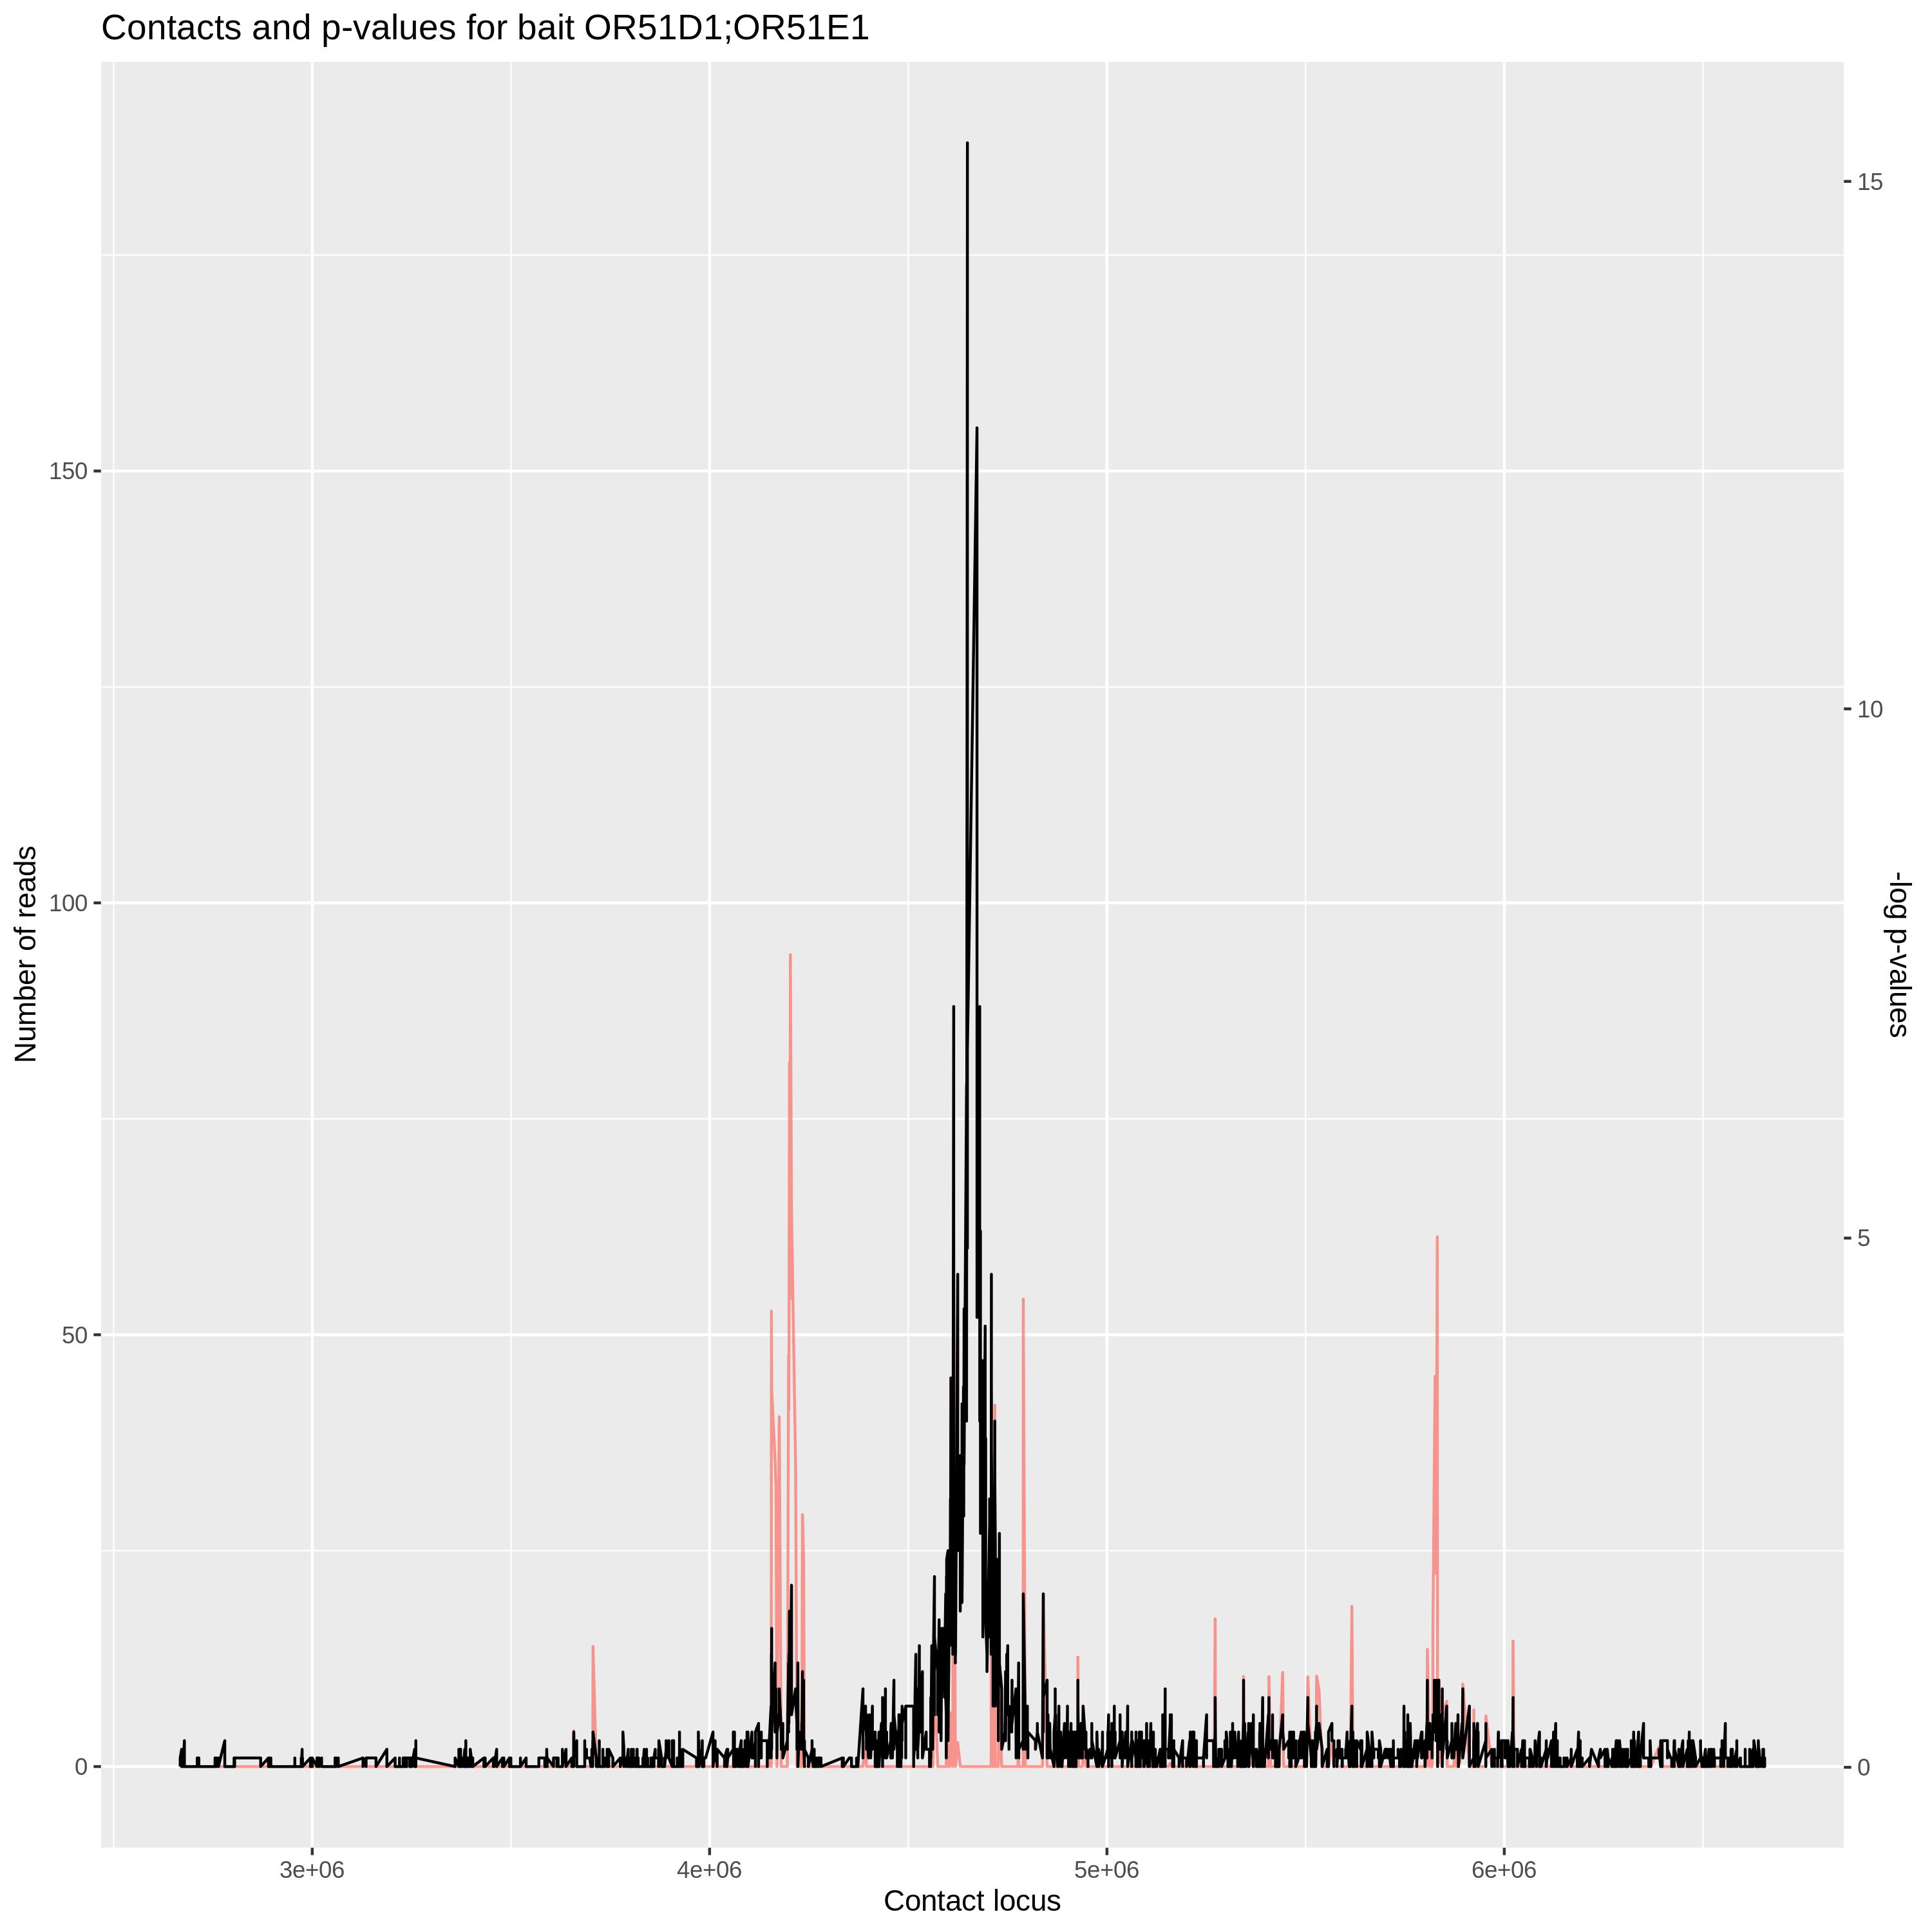 Contacts and p-values for bait OR51D1;OR51E1
150
100
50
0
Number of reads
15
10
5
0
-log p-values
3e+06
4e+06
5e+06
6e+06
Contact locus